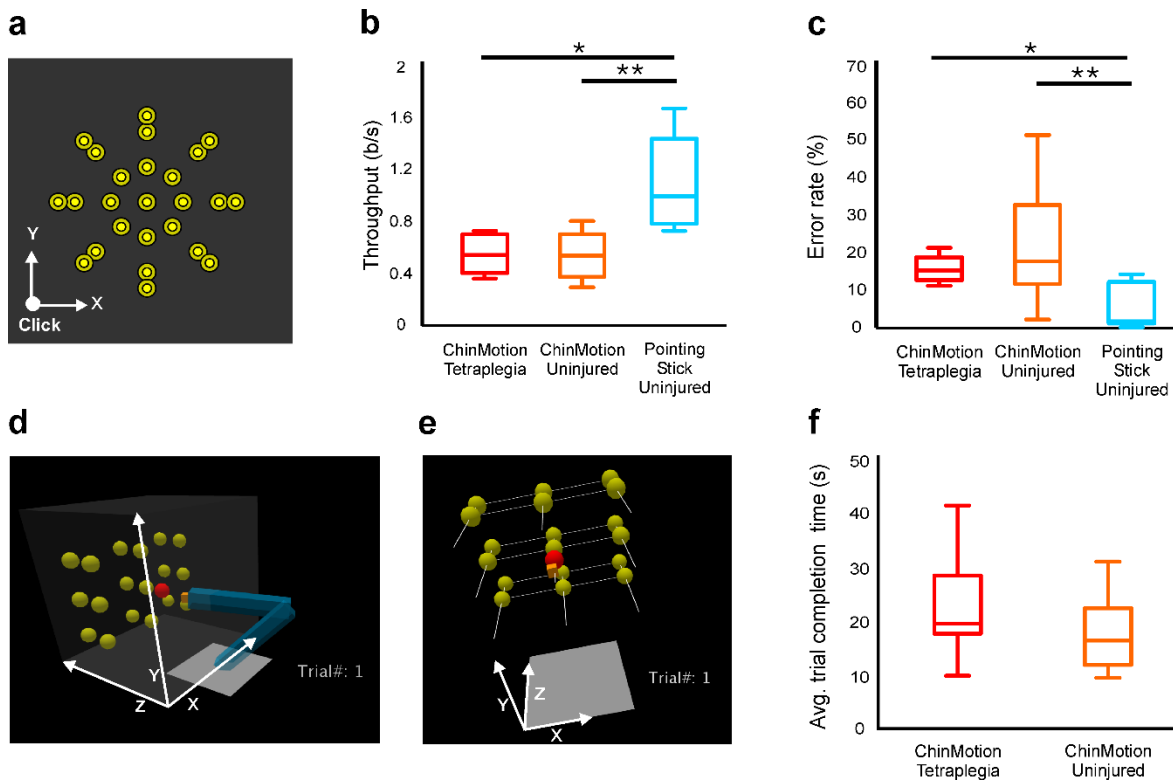 a
Y
X
Click
b
*
**
Throughput (b/s)
2
1.6
1.2
0.8
0.4
0
ChinMotion
Tetraplegia
ChinMotion
Uninjured
Pointing
Stick
Uninjured
c
*
**
Error rate (%)
70
60
50
40
30
20
10
0
ChinMotion
Tetraplegia
ChinMotion
Uninjured
Pointing
Stick
Uninjured
d
Y
Z
X
Trial#: 1
e
Y
Z
X
Trial#: 1
f
Avg. trial completion time (s)
50
40
30
20
10
0
ChinMotion
Tetraplegia
ChinMotion
Uninjured